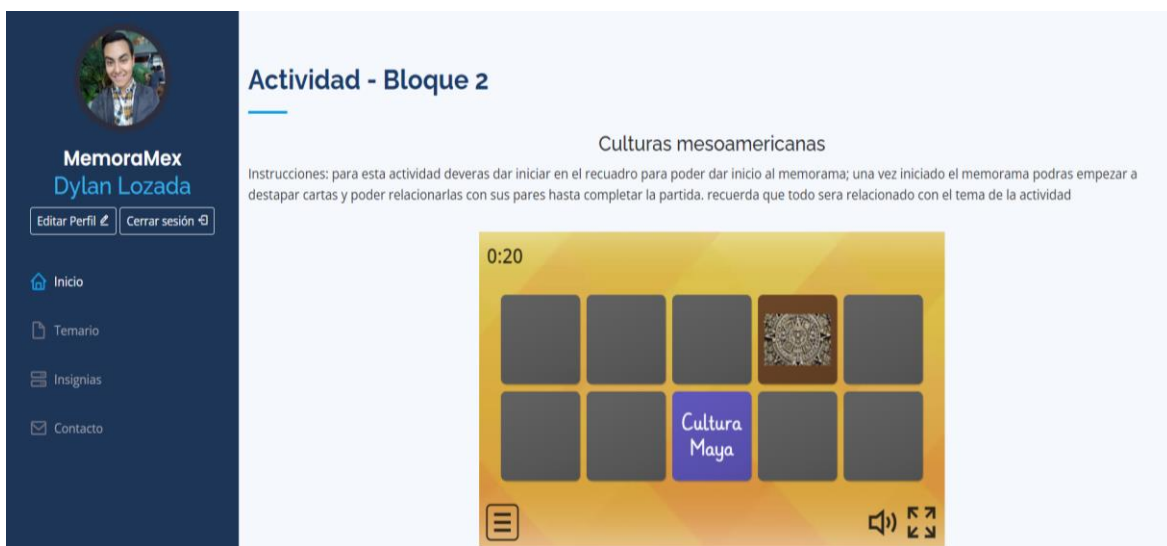 MemoraMex
Dylan Lozada
Editar Perfil
Cerrar sesión
Inicio
Temario
Insignias
Contacto
Actividad - Bloque 2
Culturas mesoamericanas
Instrucciones: para esta actividad deveras dar iniciar en el recuadro para poder dar inicio al memorama; una vez iniciado el memorama podras empezar a
destapar cartas y poder relacionarlas con sus pares hasta completar la partida. recuerda que todo sera relacionado con el tema de la actividad
0:20
Cultura
Maya